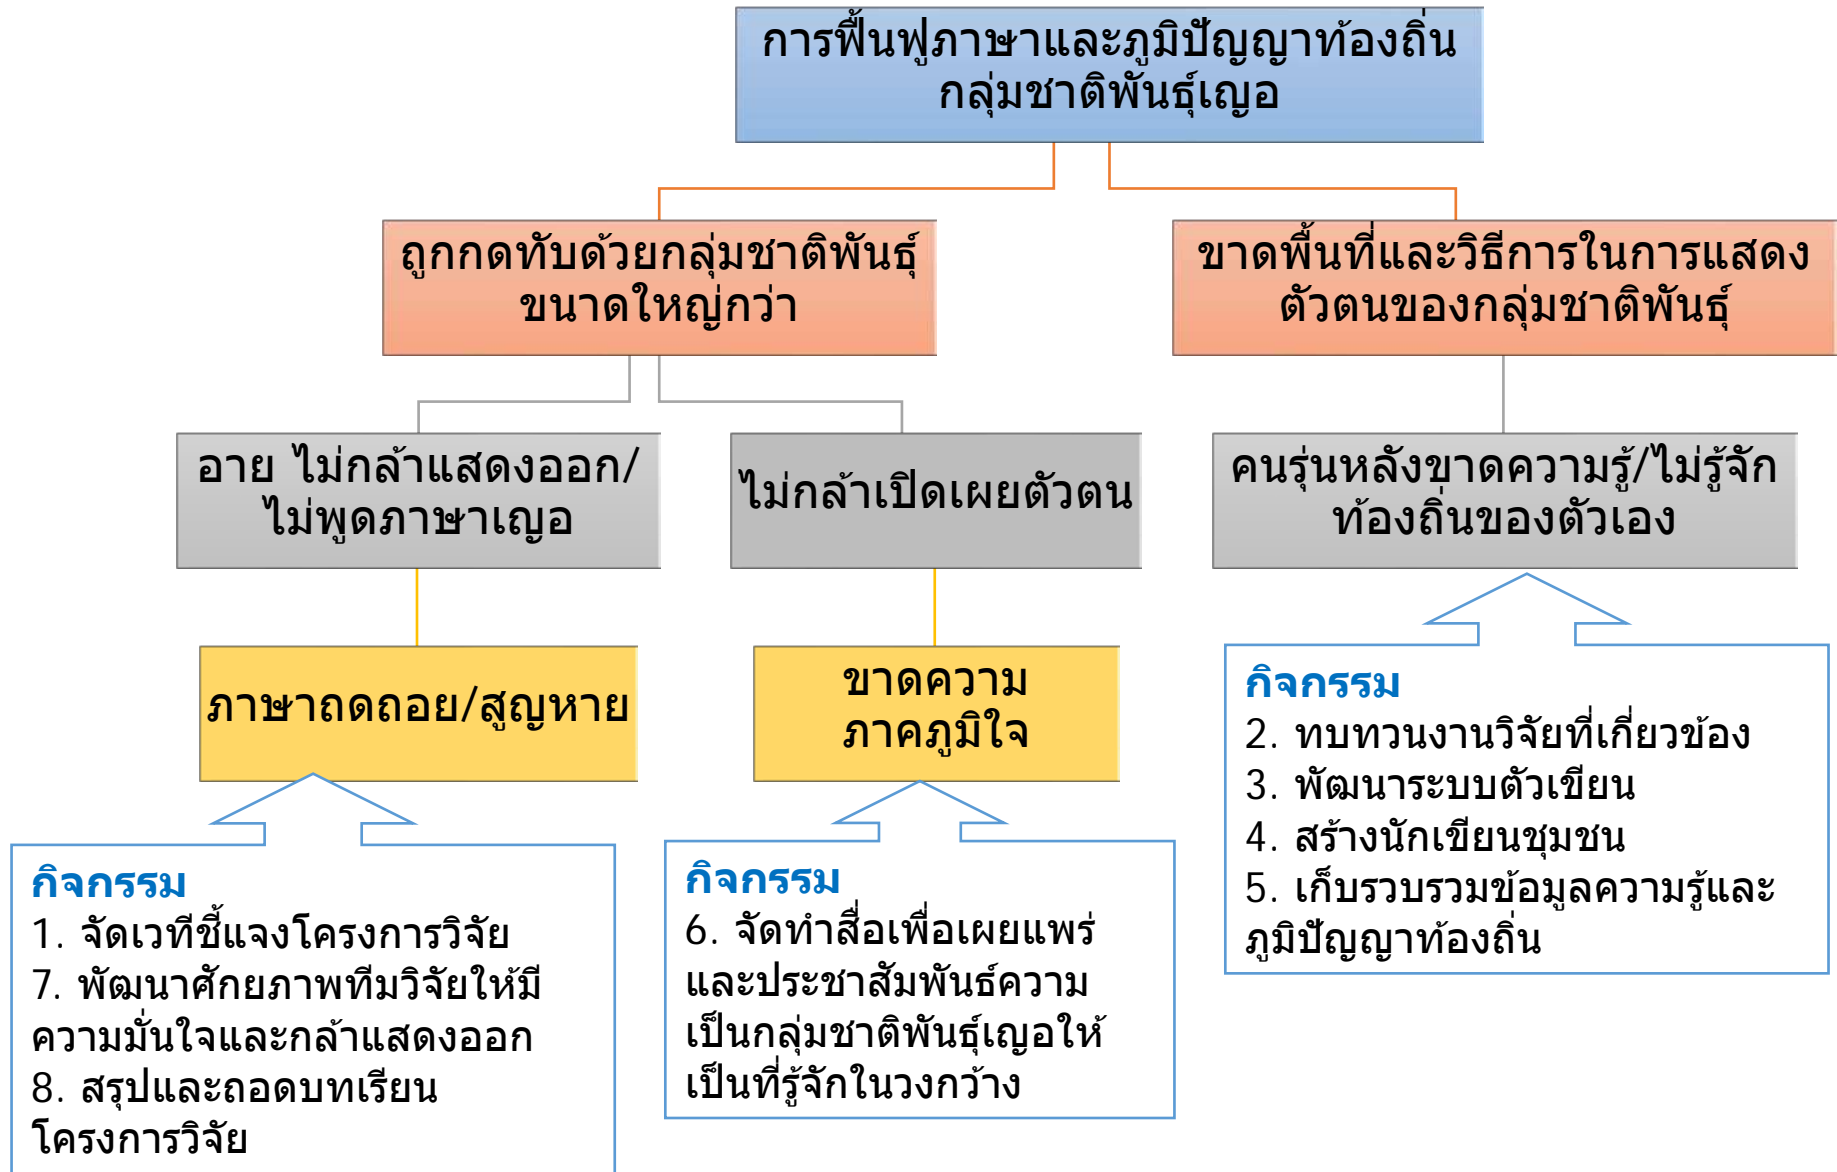 การฟื้นฟูภาษาและภูมิปัญญาท้องถิ่น
กลุ่มชาติพันธุ์เญอ
ถูกกดทับด้วยกลุ่มชาติพันธุ์
ขนาดใหญ่กว่า
ขาดพื้นที่และวิธีการในการแสดง
ตัวตนของกลุ่มชาติพันธุ์
อาย ไม่กล้าแสดงออก/
ไม่พูดภาษาเญอ
ไม่กล้าเปิดเผยตัวตน
คนรุ่นหลังขาดความรู้/ไม่รู้จัก
ท้องถิ่นของตัวเอง
ภาษาถดถอย/สูญหาย
ขาดความ
ภาคภูมิใจ
กิจกรรม
1. จัดเวทีชี้แจงโครงการวิจัย
7. พัฒนาศักยภาพทีมวิจัยให้มี
ความมั่นใจและกล้าแสดงออก
8. สรุปและถอดบทเรียน
โครงการวิจัย
กิจกรรม
6. จัดทำสื่อเพื่อเผยแพร่
และประชาสัมพันธ์ความ
เป็นกลุ่มชาติพันธุ์เญอให้
เป็นที่รู้จักในวงกว้าง
กิจกรรม
2. ทบทวนงานวิจัยที่เกี่ยวข้อง
3. พัฒนาระบบตัวเขียน
4. สร้างนักเขียนชุมชน
5. เก็บรวบรวมข้อมูลความรู้และ
ภูมิปัญญาท้องถิ่น